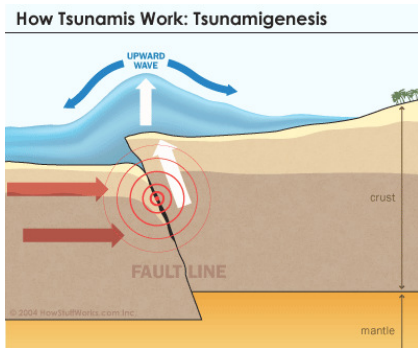 How Tsunamis Work: Tsunamigenesis
UPWARD
WAVE
crust
FAULT LINE
© 2004 HowStuffWorks.com Inc.
mantle